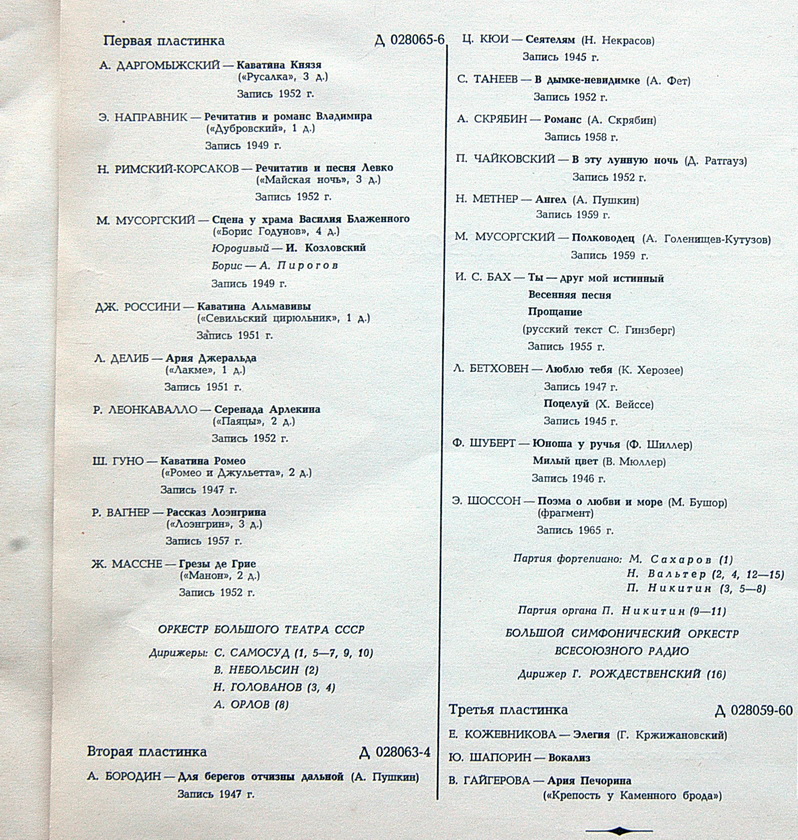 Первая пластинка Д 028065-6
А. ДАРГОМЫЖСКИЙ — Каватина Князя
(«Русалка», 3 д.)
Запись 1952 г.
Э. НАПРАВНИК — Речитатив и романс Владимира
(«Дубровский», 1 д.)
Запись 1949 г.
Н. РИМСКИЙ-КОРСАКОВ — Речитатив и песня Левко
(«Майская ночь», 3 д.)
Запись 1952 г.
М. МУСОРГСКИЙ — Сцена у храма Василия Блаженного
(«Борис Годунов», 4 д.)
Юродивый — И. Козловский
Борис — А. Пирогов
Запись 1949 г.
ДЖ. РОССИНИ — Каватина Альмавивы
(«Севильский цирюльник», 1 д.)
Запись 1951 г.
Л. ДЕЛИБ — Ария Джеральда
(«Лакме», 1 д.)
Запись 1951 г.
Р. ЛЕОНКАВАЛЛО — Серенада Арлекина
(«Паяцы», 2 д.)
Запись 1952 г.
Ш. ГУНО — Каватина Ромео
(«Ромео и Джульетта», 2 д.)
Запись 1947 г.
Р. ВАГНЕР — Рассказ Лоэнгрина
(«Лоэнгрин», 3 д.)
Запись 1957 г.
Ж. МАССНЕ — Грезы де Грие
(«Манон», 2 д.)
Запись 1952 г.
ОРКЕСТР БОЛЬШОГО ТЕАТРА СССР
Дирижеры: С. САМОСУД (1, 5—7, 9, 10)
В. НЕБОЛЬСИН (2)
Н. ГОЛОВАНОВ (3, 4)
А. ОРЛОВ (8)
Вторая пластинка Д 028063-4
А. БОРОДИН — Для берегов отчизны дальной (А. Пушкин)
Запись 1947 г.
Ц. КЮИ — Сеятелям (Н. Некрасов)
Запись 1945 г.
С. ТАНЕЕВ — В дымке-невидимке (А. Фет)
Запись 1952 г.
А. СКРЯБИН — Романс (А. Скрябин)
Запись 1958 г.
П. ЧАЙКОВСКИЙ — В эту лунную ночь (Д. Ратгауз)
Запись 1952 г.
Н. МЕТНЕР — Ангел (А. Пушкин)
Запись 1959 г.
М. МУСОРГСКИЙ — Полководец (А. Голенищев-Кутузов)
Запись 1959 г.
И. С. БАХ — Ты — друг мой истинный
Весенняя песня
Прощание
(русский текст С. Гинзберг)
Запись 1955 г.
Л. БЕТХОВЕН — Люблю тебя (К. Херозее)
Запись 1947 г.
Поцелуй (Х. Вейссе)
Запись 1945 г.
Ф. ШУБЕРТ — Юноша у ручья (Ф. Шиллер)
Милый цвет (В. Мюллер)
Запись 1946 г.
Э. ШОССОН — Поэма о любви и море (М. Бушор)
(фрагмент)
Запись 1965 г.
Партия фортепиано: М. Сахаров (1)
Н. Вальтер (2, 4, 12—15)
П. Никитин (3, 5—8)
Партия органа П. Никитин (9—11)
БОЛЬШОЙ СИМФОНИЧЕСКИЙ ОРКЕСТР
ВСЕСОЮЗНОГО РАДИО
Дирижер Г. РОЖДЕСТВЕНСКИЙ (16)
Третья пластинка Д 028059-60
Е. КОЖЕВНИКОВА — Элегия (Г. Кржижановский)
Ю. ШАПОРИН — Вокализ
В. ГАЙГЕРОВА — Ария Печорина
(«Крепость у Каменного брода»)